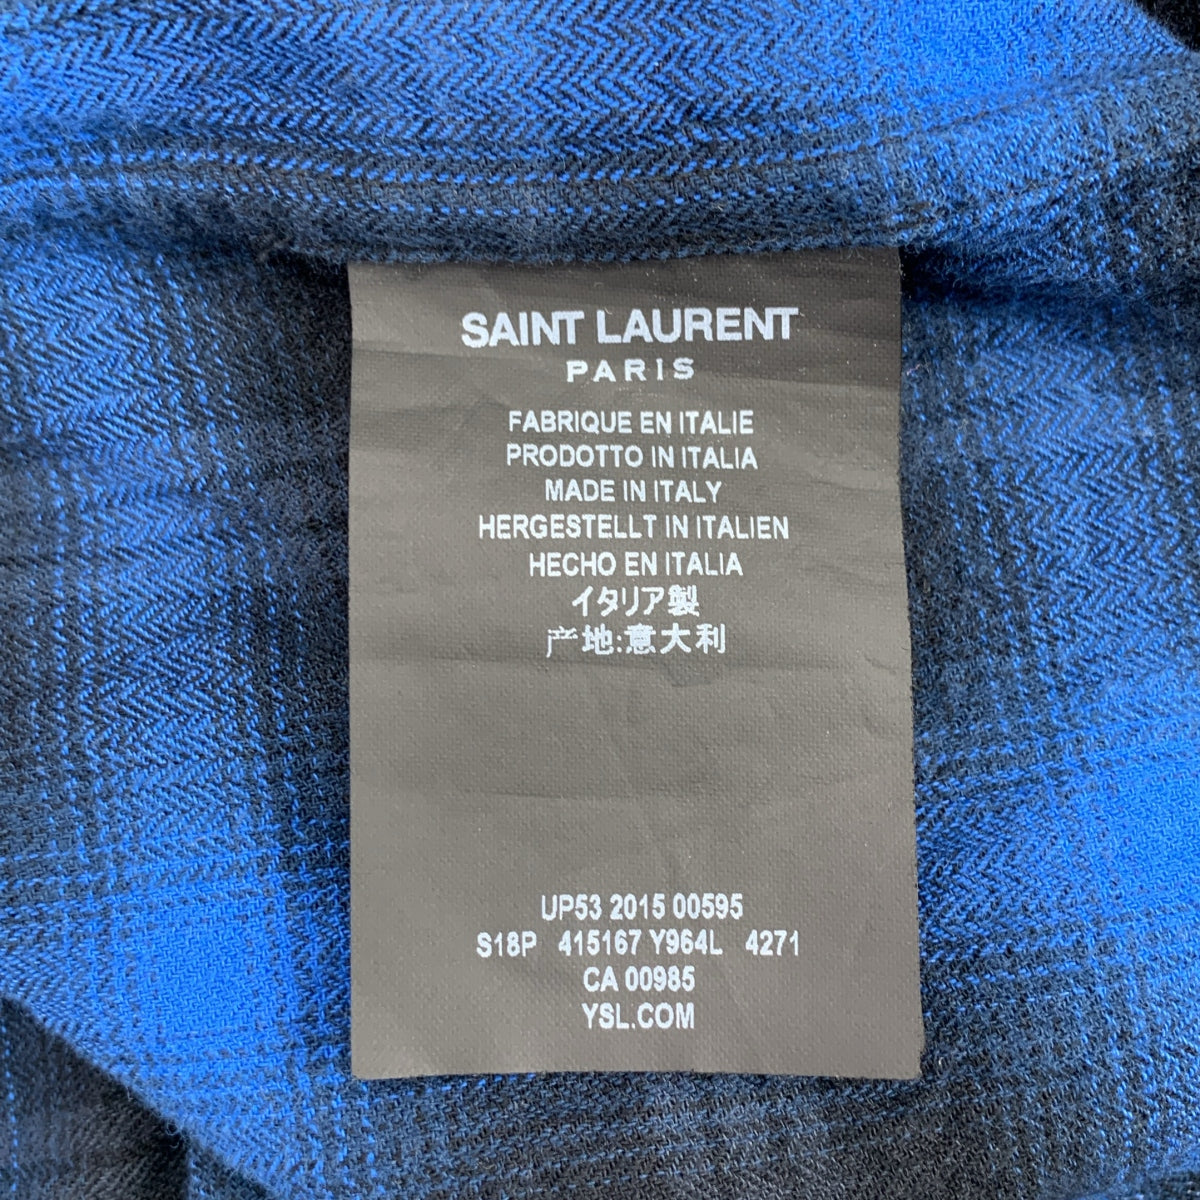 SAINT LAURENT
PARIS
FABRIQUE EN ITALIE
PRODOTTO IN ITALIA
MADE IN ITALY
HERGESTELLT IN ITALIEN
HECHO EN ITALIA
イタリア製
产地:意大利
UP53 2015 00595
S18P 415167 Y964L 4271
CA 00985
YSL.COM